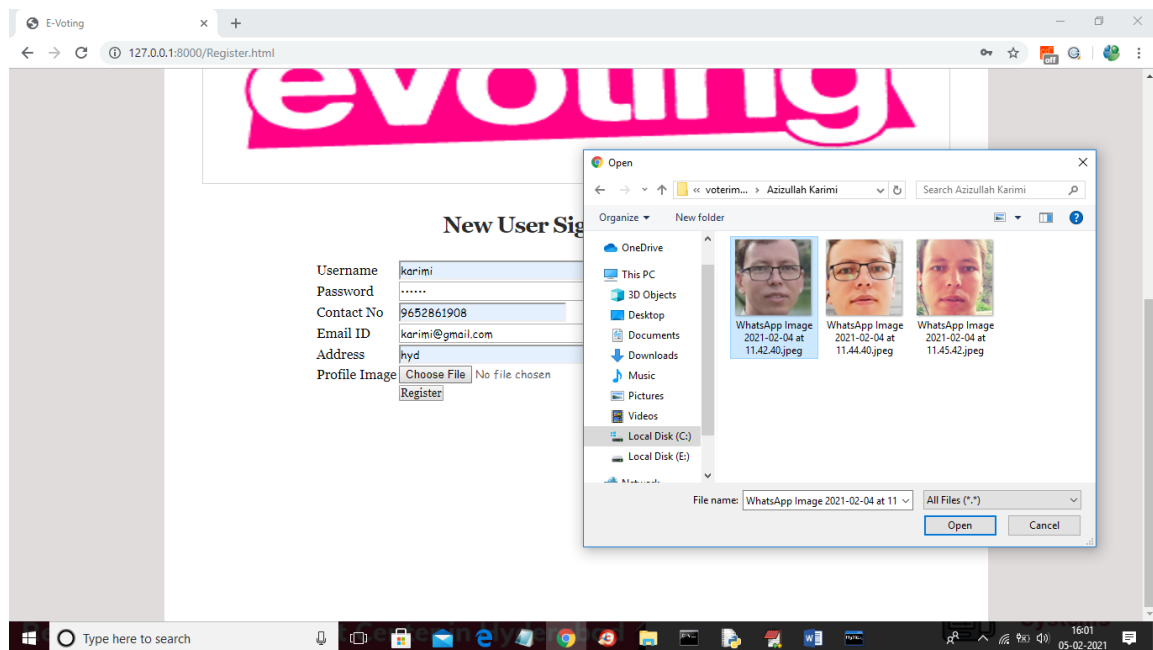 E-Voting
127.0.0.1:8000/Register.html
off
evoting
New User Sig
Username karimi
Password ······
Contact No 9652861908
Email ID karimi@gmail.com
Address hyd
Profile Image Choose File No file chosen
Register
Open
« voterim... › Azizullah Karimi
Search Azizullah Karimi
Organize
New folder
OneDrive
This PC
3D Objects
Desktop
Documents
Downloads
Music
Pictures
Videos
Local Disk (C:)
Local Disk (E:)
Network
WhatsApp Image
2021-02-04 at
11.42.40.jpeg
WhatsApp Image
2021-02-04 at
11.44.40.jpeg
WhatsApp Image
2021-02-04 at
11.45.42.jpeg
File name: WhatsApp Image 2021-02-04 at 11
All Files (*.*)
Open
Cancel
Type here to search
16:01
05-02-2021